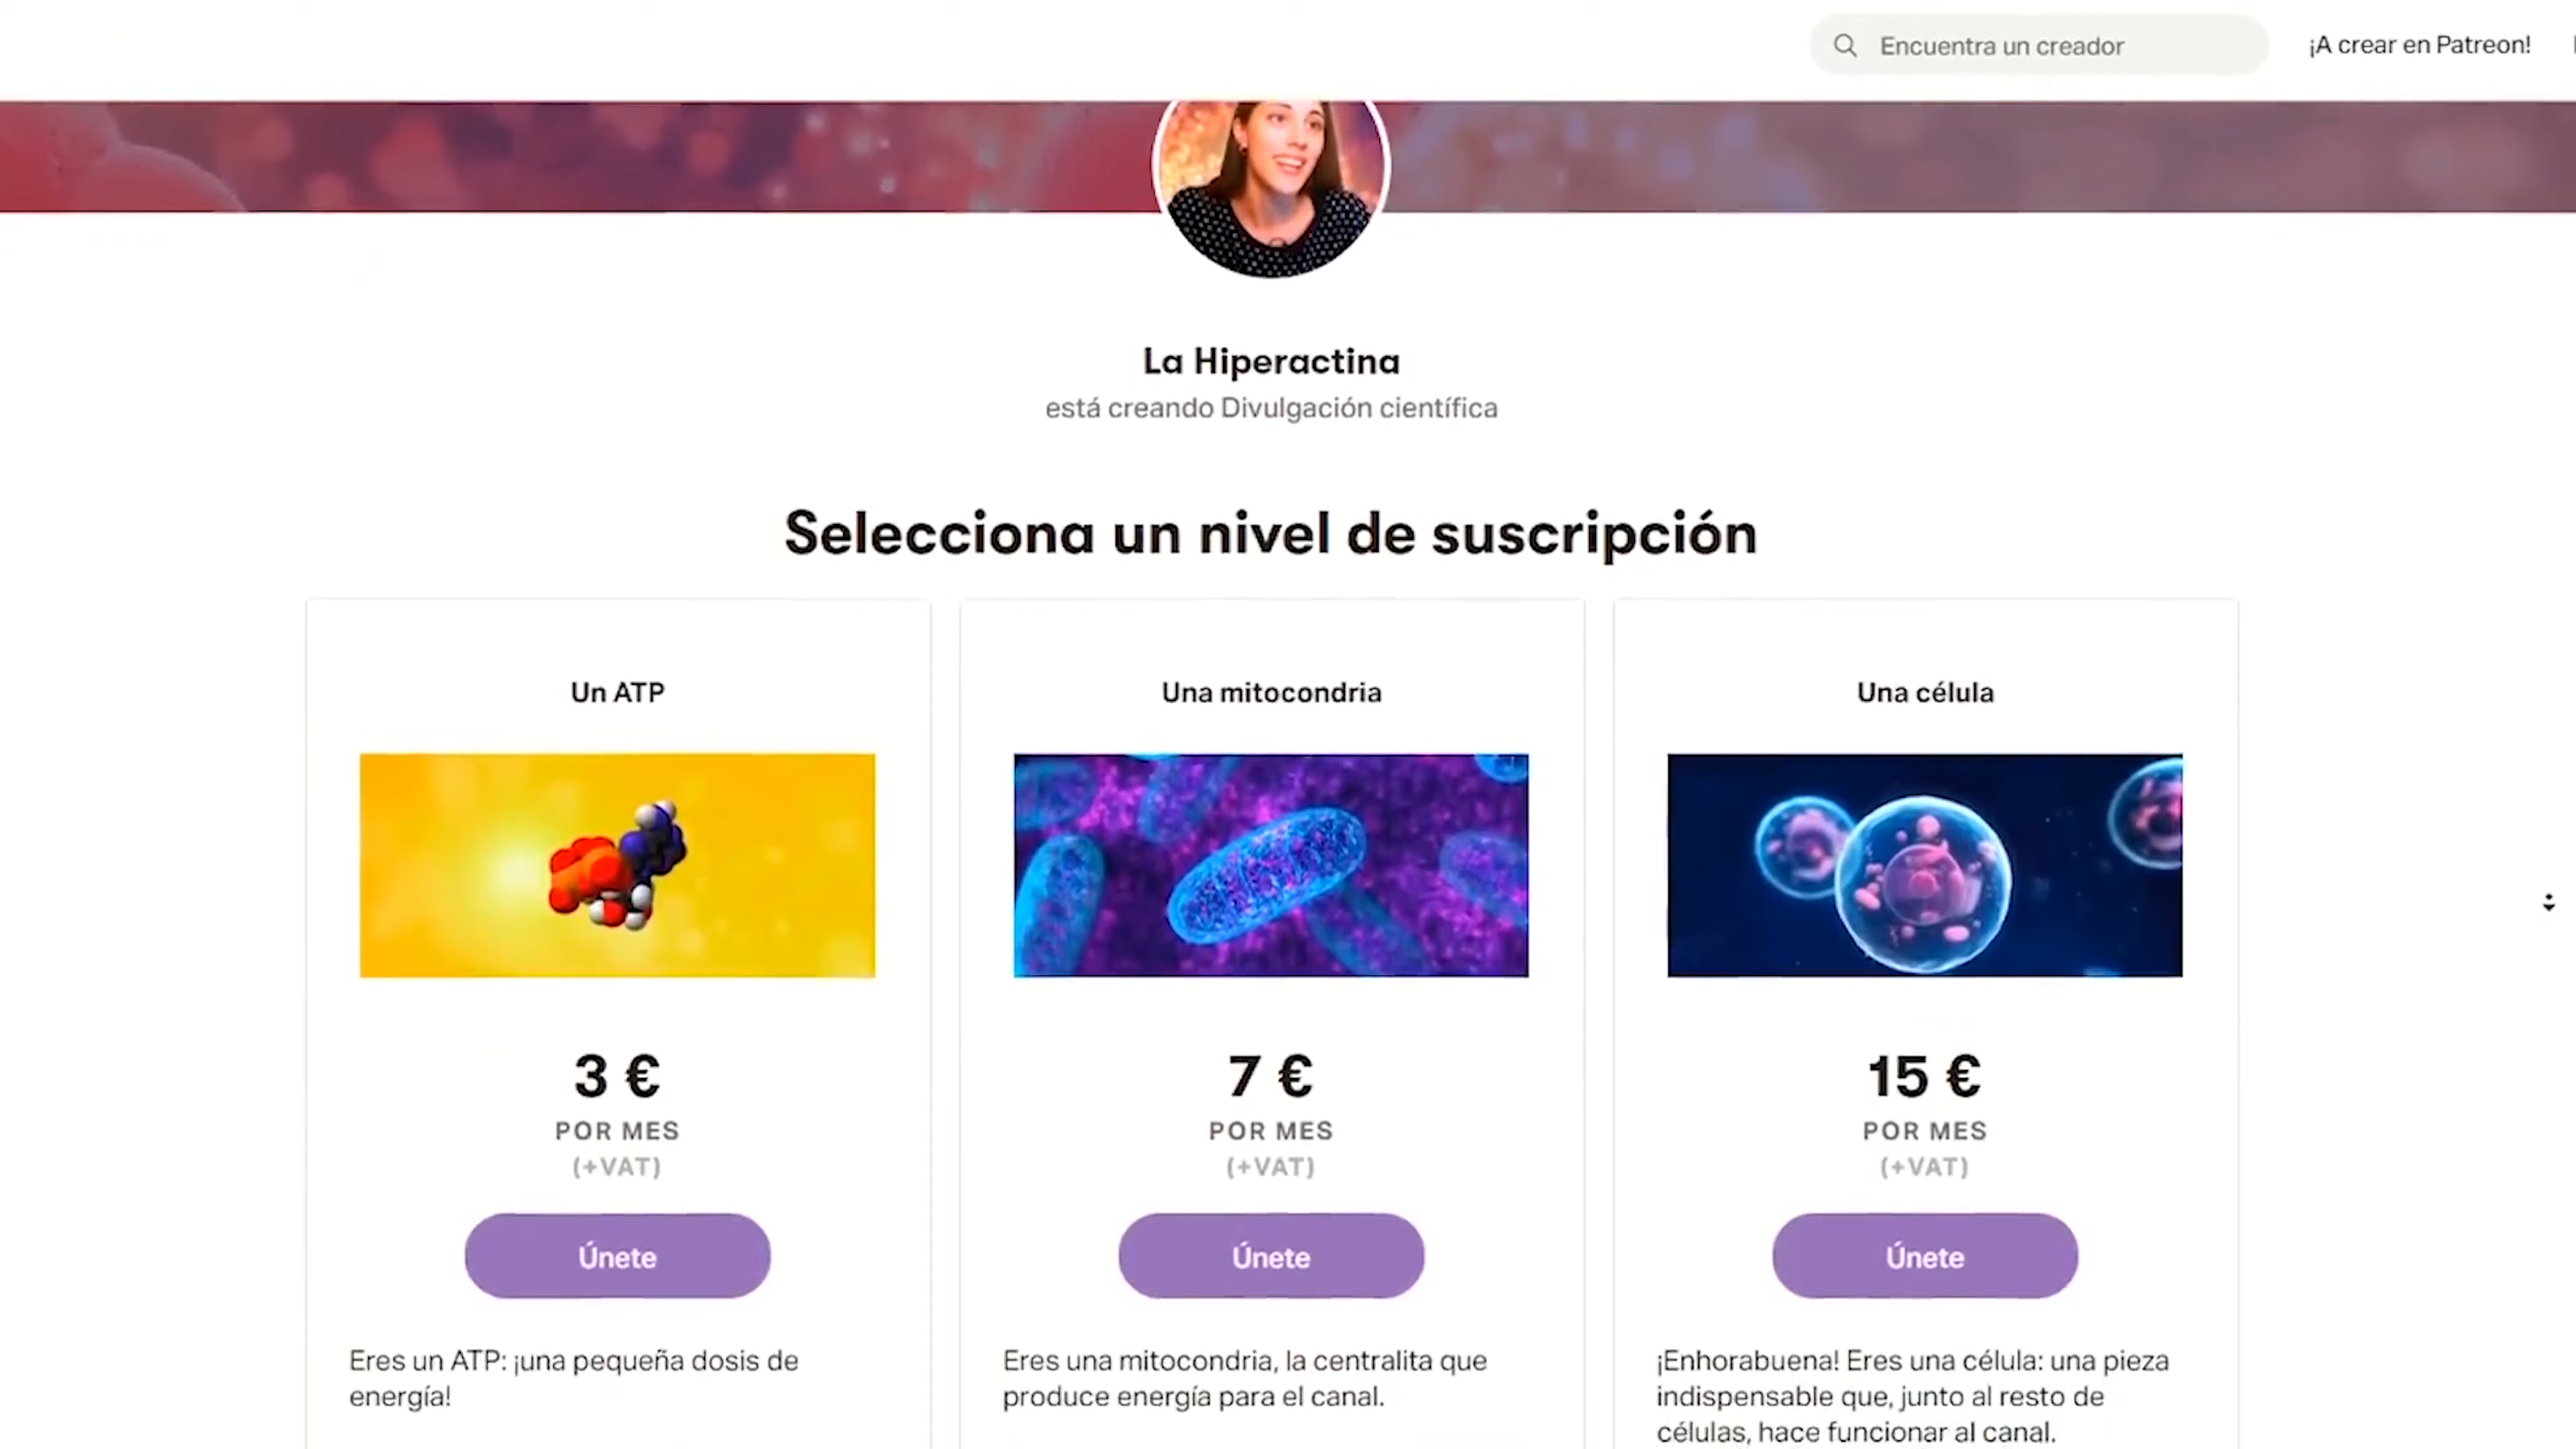 Encuentra un creador
¡A crear en Patreon!
La Hiperactina
está creando Divulgación científica
Selecciona un nivel de suscripción
Un ATP
3 €
POR MES
(+VAT)
Únete
Eres un ATP: ¡una pequeña dosis de
energía!
Una mitocondria
7 €
POR MES
(+VAT)
Únete
Eres una mitocondria, la centralita que
produce energía para el canal.
Una célula
15 €
POR MES
(+VAT)
Únete
¡Enhorabuena! Eres una célula: una pieza
indispensable que, junto al resto de
células, hace funcionar al canal.